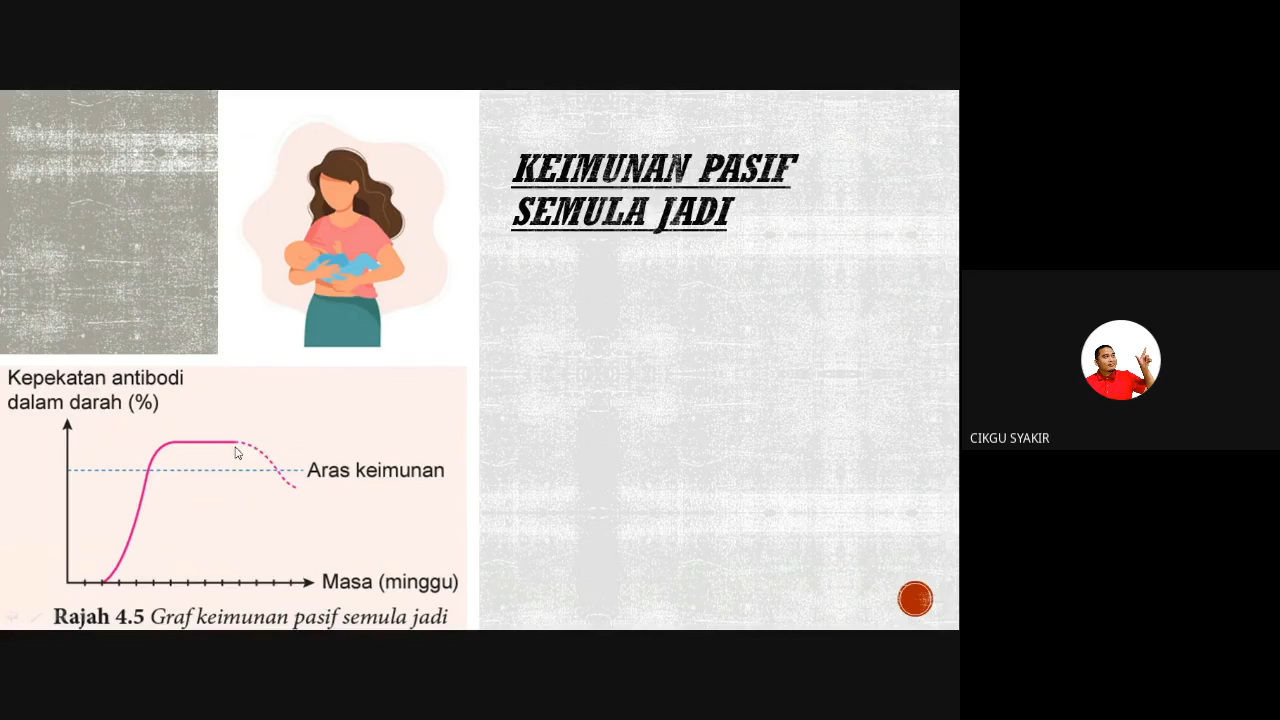 KEIMUNAN PASIF
SEMULA JADI
Kepekatan antibodi
dalam darah (%)
Aras keimunan
Masa (minggu)
Rajah 4.5 Graf keimunan pasif semula jadi
CIKGU SYAKIR